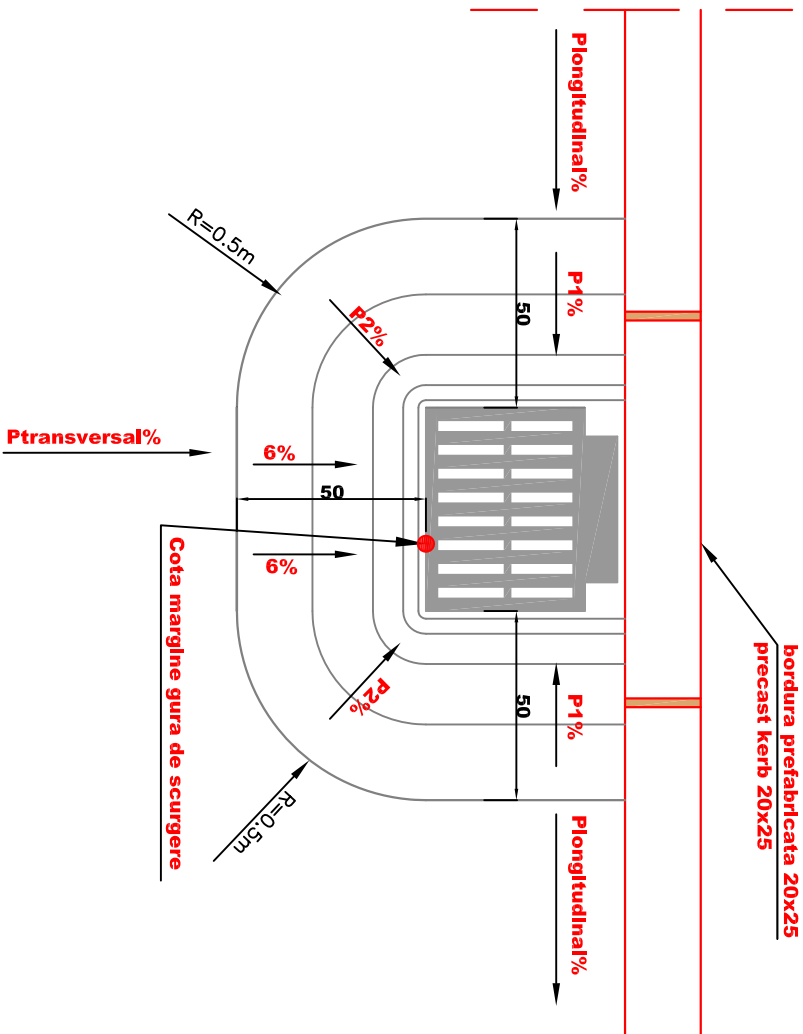 Plongitudinal%
P1%
50
R=0.5m
P2%
Ptransversal%
6%
50
6%
Cota margine gura de scurgere
P2%
R=0.5m
50
P1%
Plongitudinal%
bordura prefabricata 20x25
precast kerb 20x25